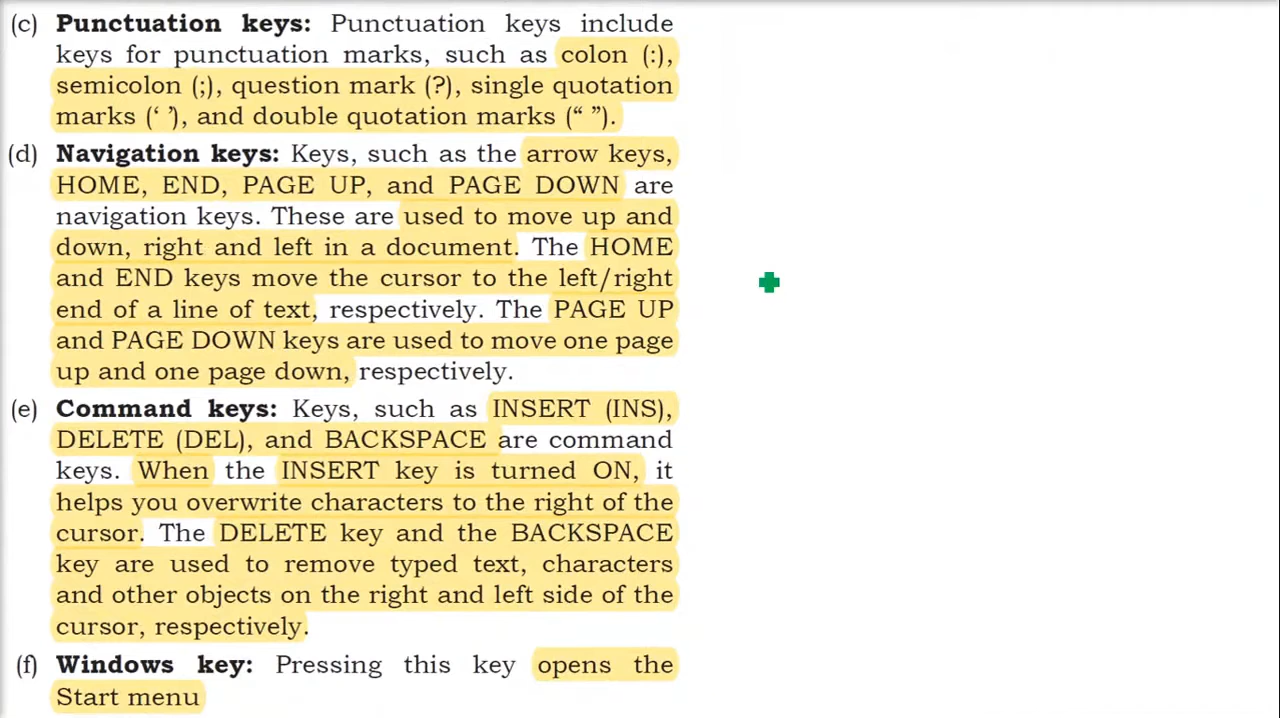 (c) Punctuation keys: Punctuation keys include
keys for punctuation marks, such as colon (:),
semicolon (;), question mark (?), single quotation
marks (‘ ’), and double quotation marks (“ ”).
(d) Navigation keys: Keys, such as the arrow keys,
HOME, END, PAGE UP, and PAGE DOWN are
navigation keys. These are used to move up and
down, right and left in a document. The HOME
and END keys move the cursor to the left/right
end of a line of text, respectively. The PAGE UP
and PAGE DOWN keys are used to move one page
up and one page down, respectively.
(e) Command keys: Keys, such as INSERT (INS),
DELETE (DEL), and BACKSPACE are command
keys. When the INSERT key is turned ON, it
helps you overwrite characters to the right of the
cursor. The DELETE key and the BACKSPACE
key are used to remove typed text, characters
and other objects on the right and left side of the
cursor, respectively.
(f) Windows key: Pressing this key opens the
Start menu